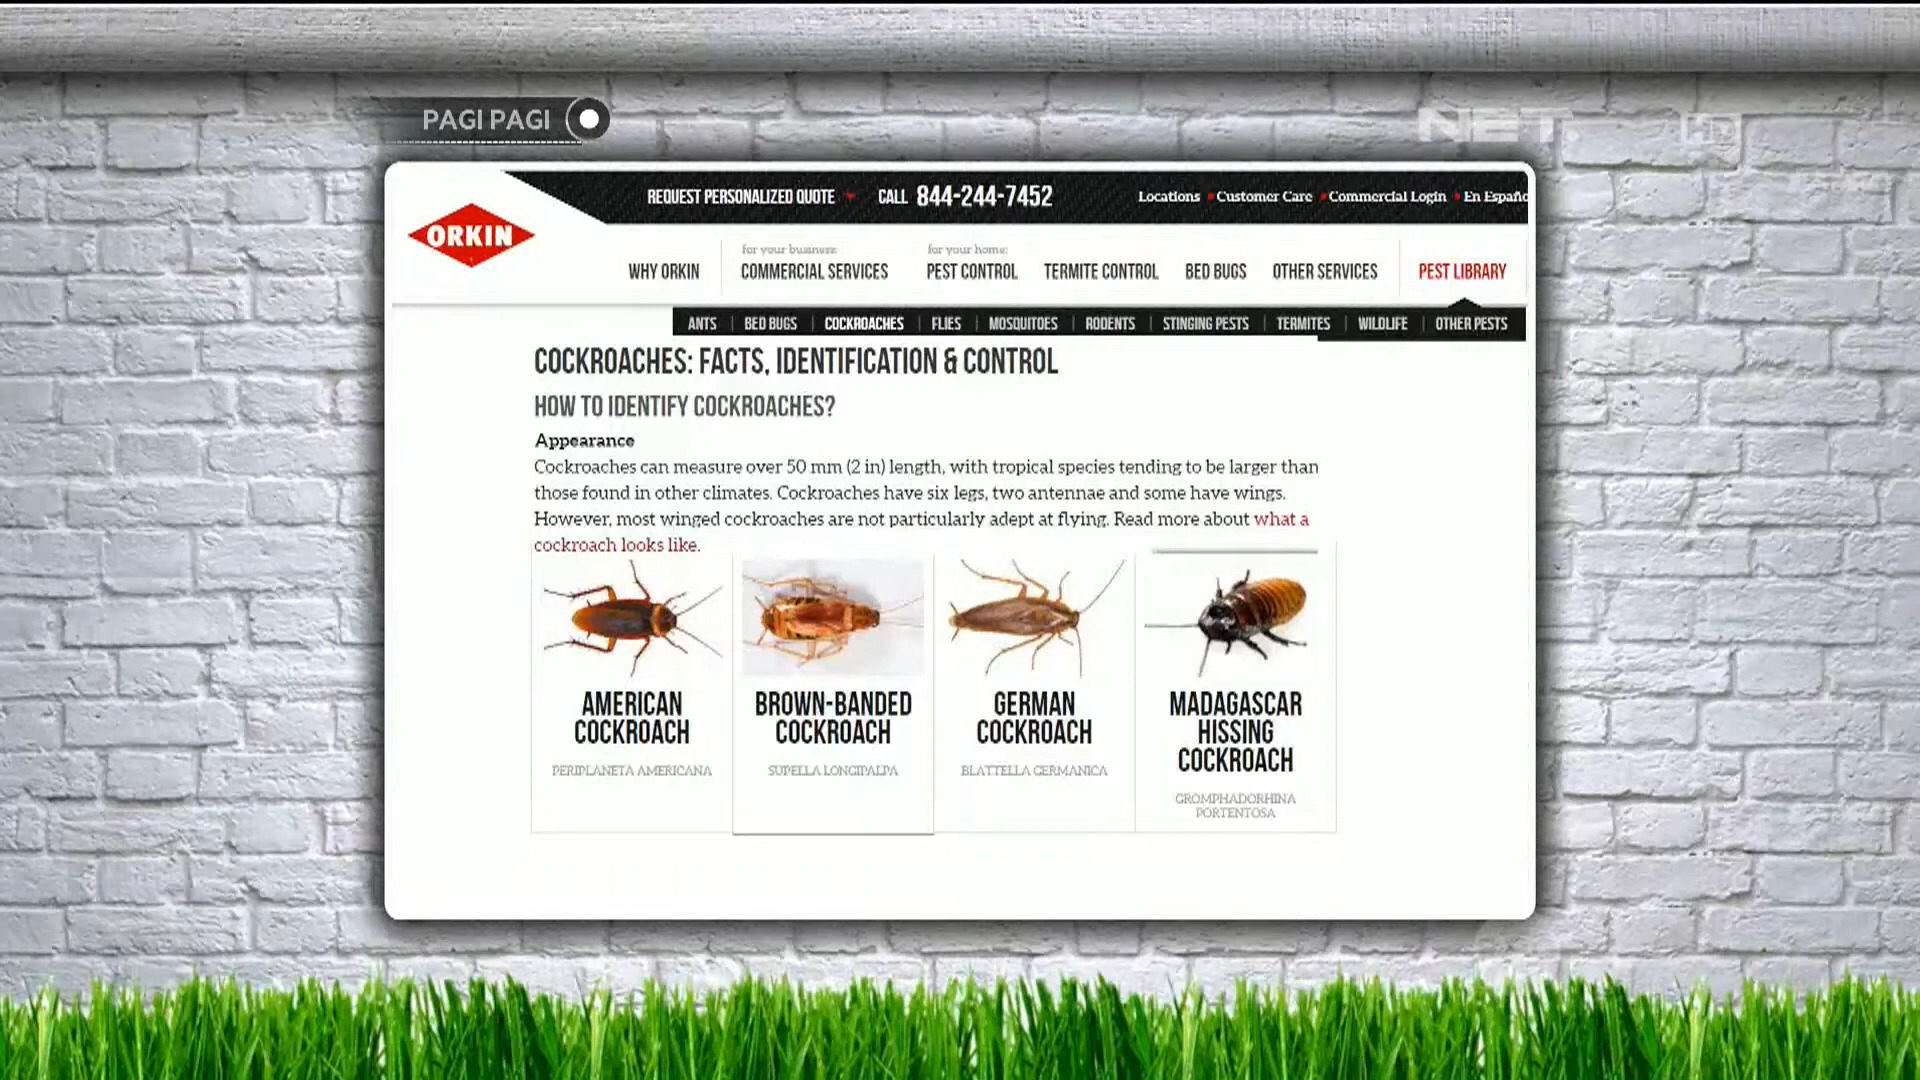 PAGI PAGI
NET.
HD
ORKIN
REQUEST PERSONALIZED QUOTE
CALL 844-244-7452
Locations
Customer Care
Commercial Login
En Españo
WHY ORKIN
for your business:
COMMERCIAL SERVICES
for your home:
PEST CONTROL
TERMITE CONTROL
BED BUGS
OTHER SERVICES
PEST LIBRARY
ANTS
BED BUGS
COCKROACHES
FLIES
MOSQUITOES
RODENTS
STINGING PESTS
TERMITES
WILDLIFE
OTHER PESTS
COCKROACHES: FACTS, IDENTIFICATION & CONTROL
HOW TO IDENTIFY COCKROACHES?
Appearance
Cockroaches can measure over 50 mm (2 in) length, with tropical species tending to be larger than
those found in other climates. Cockroaches have six legs, two antennae and some have wings.
However, most winged cockroaches are not particularly adept at flying. Read more about what a
cockroach looks like.
AMERICAN
COCKROACH
PERIPLANETA AMERICANA
BROWN-BANDED
COCKROACH
SUPELLA LONGIPALPA
GERMAN
COCKROACH
BLATTELLA GERMANICA
MADAGASCAR
HISSING
COCKROACH
GROMPHADORHINA
PORTENTOSA